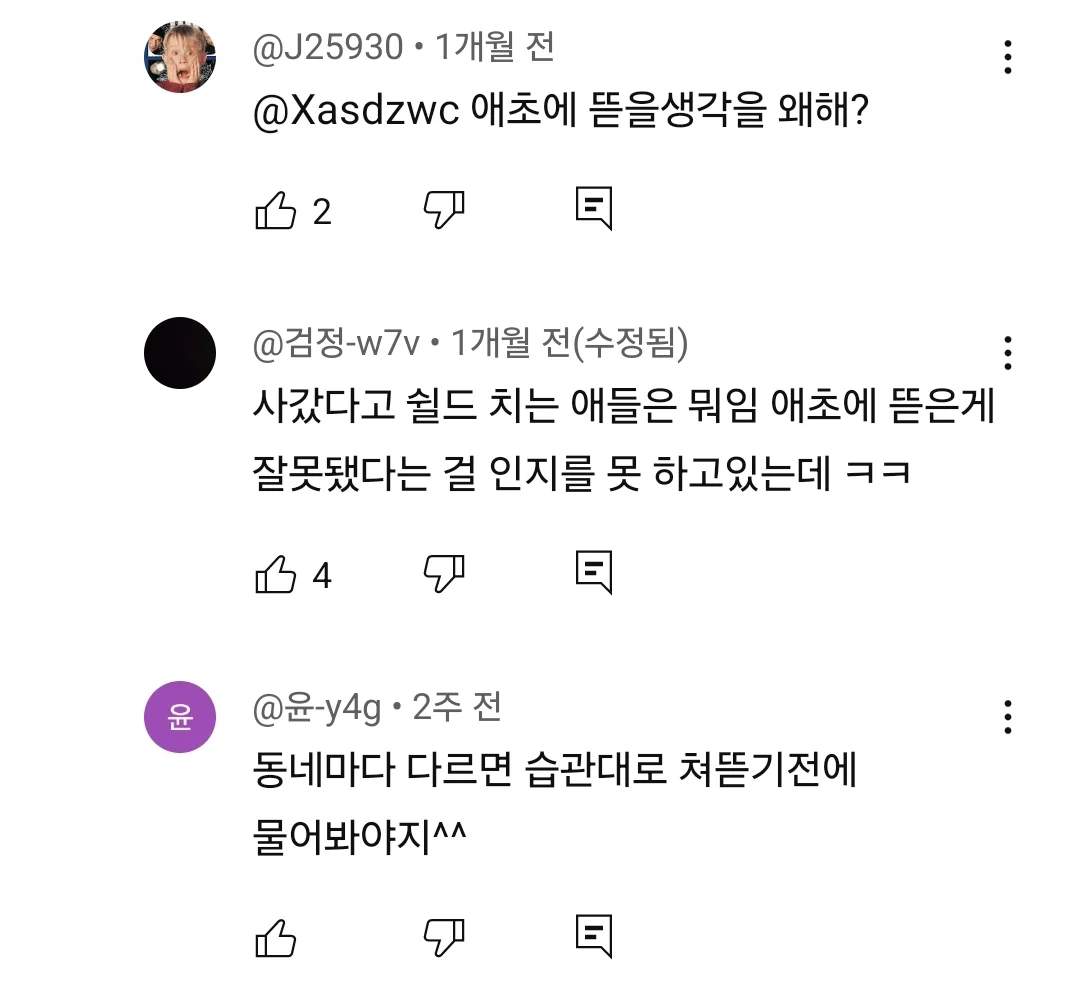 @J25930 • 1개월 전
@Xasdzwc 애초에 뜯을생각을 왜해?
2
@검정-w7v • 1개월 전(수정됨)
사갔다고 쉴드 치는 애들은 뭐임 애초에 뜯은게
잘못됐다는 걸 인지를 못 하고있는데 ㅋㅋ
4
윤
@윤-y4g • 2주 전
동네마다 다르면 습관대로 쳐뜯기전에
물어봐야지^^